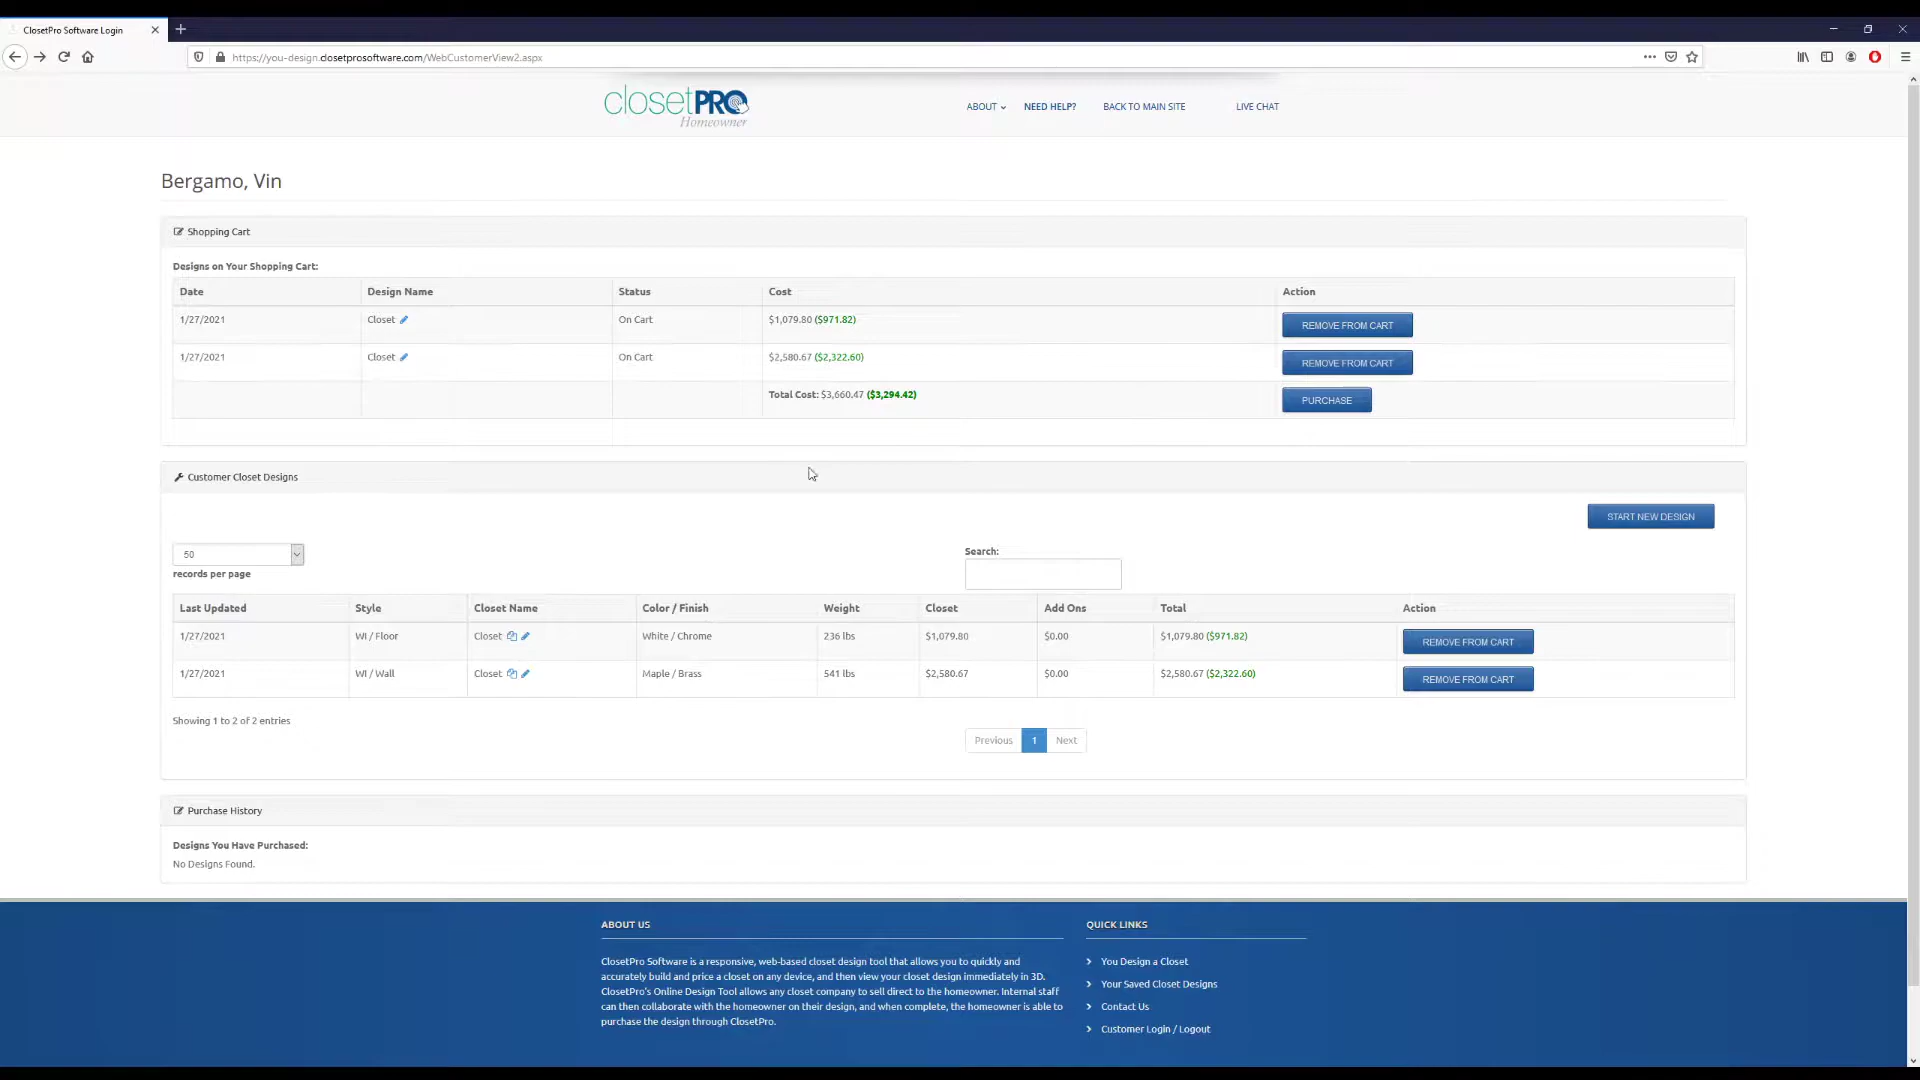 ClosetPro Software Login
https://you-design.closetprosoftware.com/WebCustomerView2.aspx
closetPRO
Homeowner
ABOUT
NEED HELP?
BACK TO MAIN SITE
LIVE CHAT
Bergamo, Vin
Shopping Cart
Designs on Your Shopping Cart:
Date Design Name Status Cost Action
1/27/2021 Closet On Cart $1,079.80 ($971.82) REMOVE FROM CART
1/27/2021 Closet On Cart $2,580.67 ($2,322.60) REMOVE FROM CART
Total Cost: $3,660.47 ($3,294.42) PURCHASE
Customer Closet Designs
START NEW DESIGN
50
records per page
Search:
Last Updated Style Closet Name Color / Finish Weight Closet Add Ons Total Action
1/27/2021 WI / Floor Closet White / Chrome 236 lbs $1,079.80 $0.00 $1,079.80 ($971.82) REMOVE FROM CART
1/27/2021 WI / Wall Closet Maple / Brass 541 lbs $2,580.67 $0.00 $2,580.67 ($2,322.60) REMOVE FROM CART
Showing 1 to 2 of 2 entries
Previous 1 Next
Purchase History
Designs You Have Purchased:
No Designs Found.
ABOUT US
ClosetPro Software is a responsive, web-based closet design tool that allows you to quickly and
accurately build and price a closet on any device, and then view your closet design immediately in 3D.
ClosetPro's Online Design Tool allows any closet company to sell direct to the homeowner. Internal staff
can then collaborate with the homeowner on their design, and when complete, the homeowner is able to
purchase the design through ClosetPro.
QUICK LINKS
You Design a Closet
Your Saved Closet Designs
Contact Us
Customer Login / Logout